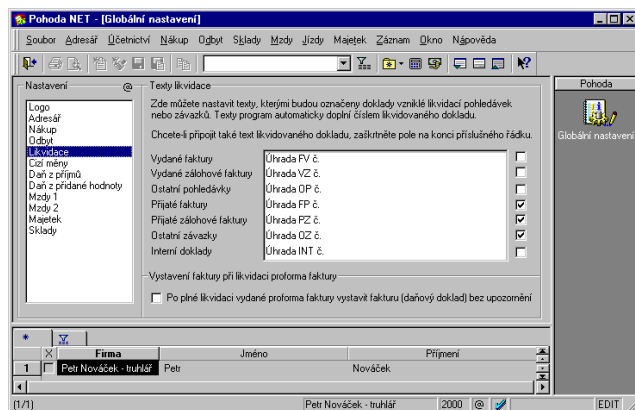 Pohoda NET - [Globální nastavení]
Soubor Adresář Účetnictví Nákup Odbyt Sklady Mzdy Jízdy Majetek Záznam Okno Nápověda
Nastavení @
Logo
Adresář
Nákup
Odbyt
Likvidace
Cizí měny
Daň z příjmů
Daň z přidané hodnoty
Mzdy 1
Mzdy 2
Majetek
Sklady
Texty likvidace
Zde můžete nastavit texty, kterými budou označeny doklady vzniklé likvidací pohledávek
nebo závazků. Texty program automaticky doplní číslem likvidovaného dokladu.
Chcete-li připojit také text likvidovaného dokladu, zaškrtněte pole na konci příslušného řádku.
Vydané faktury Úhrada FV č.
Vydané zálohové faktury Úhrada VZ č.
Ostatní pohledávky Úhrada OP č.
Přijaté faktury Úhrada FP č.
Přijaté zálohové faktury Úhrada PZ č.
Ostatní závazky Úhrada OZ č.
Interní doklady Úhrada INT č.
Vystavení faktury při likvidaci proforma faktury
Po plné likvidaci vydané proforma faktury vystavit fakturu (daňový doklad) bez upozornění
Pohoda
Globální nastavení
* 
X Firma Jméno Příjmení
1 Petr Nováček - truhlář Petr Nováček
(1/1) Petr Nováček - truhlář 2000 @ EDIT